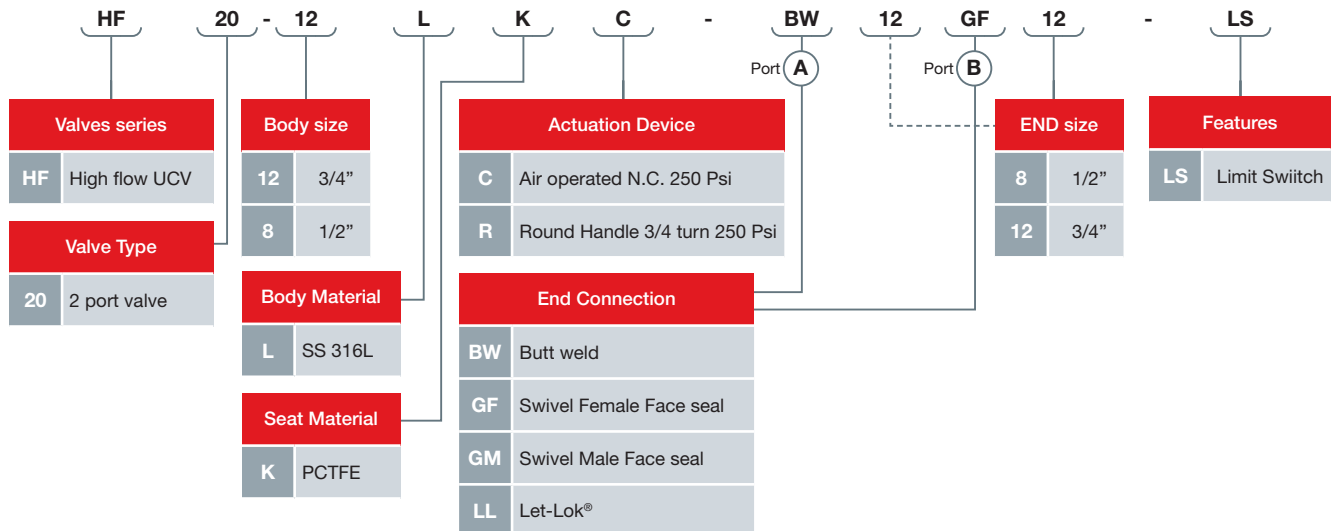 HF 20 - 12 L K C - BW 12 GF 12 - LS
Port A
Port B
Valves series
HF High flow UCV
Valve Type
20 2 port valve
Body size
12 3/4”
8 1/2”
Body Material
L SS 316L
Seat Material
K PCTFE
Actuation Device
C Air operated N.C. 250 Psi
R Round Handle 3/4 turn 250 Psi
End Connection
BW Butt weld
GF Swivel Female Face seal
GM Swivel Male Face seal
LL Let-Lok®
END size
8 1/2”
12 3/4”
Features
LS Limit Swiitch